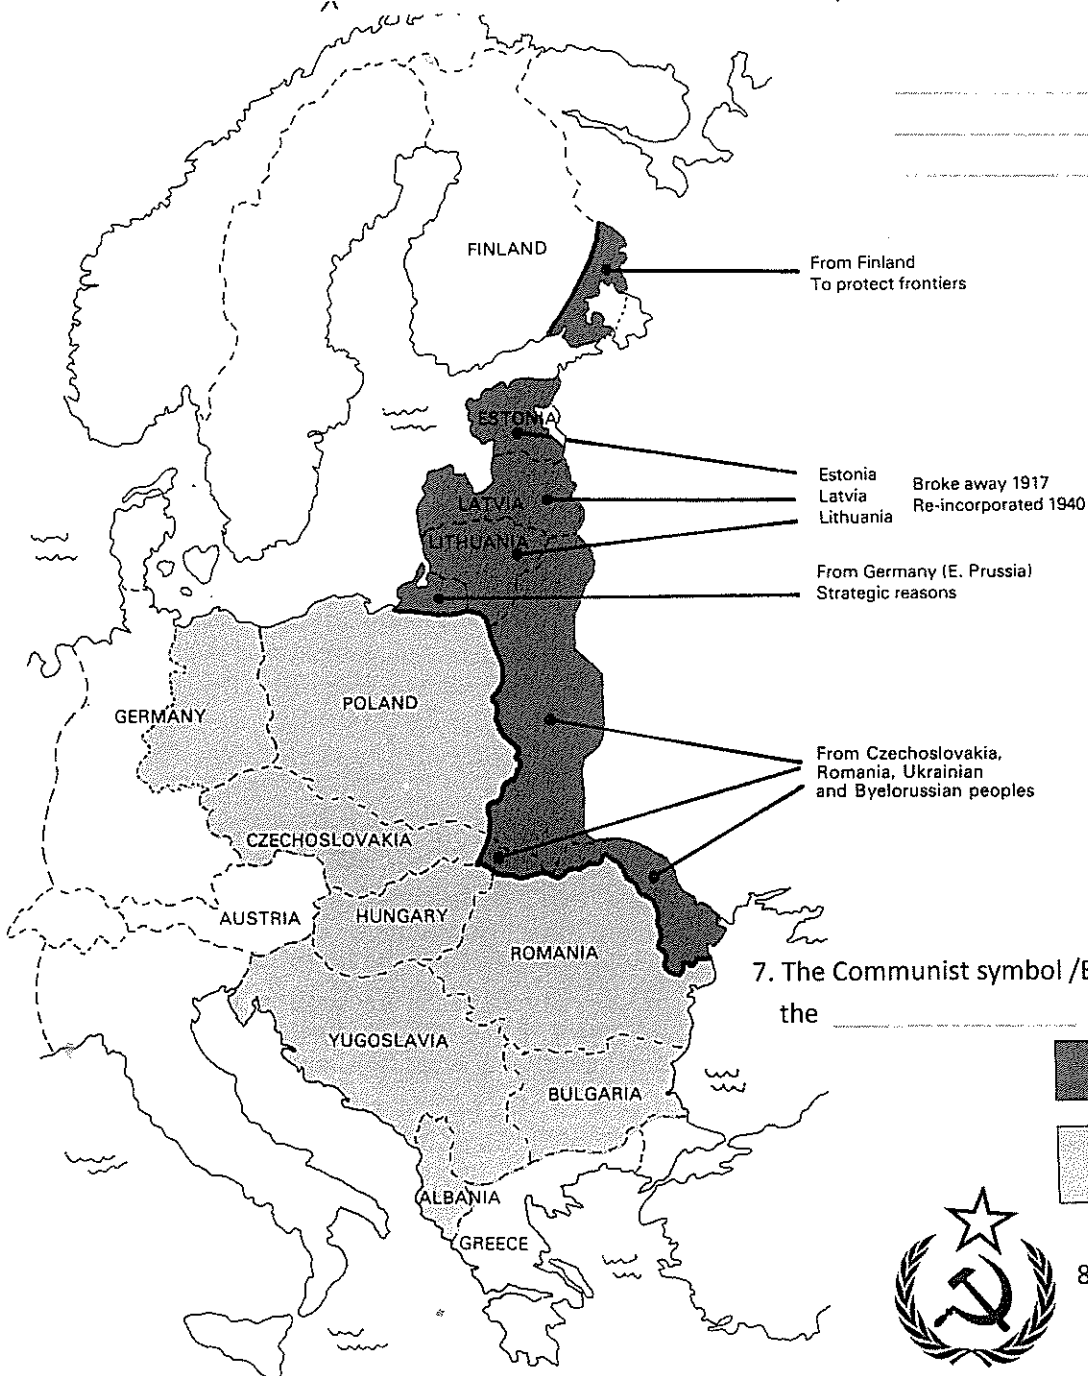 FINLAND
From Finland
To protect frontiers
ESTONIA
LATVIA
LITHUANIA
Estonia
Latvia
Lithuania
Broke away 1917
Re-incorporated 1940
From Germany (E. Prussia)
Strategic reasons
GERMANY
POLAND
From Czechoslovakia,
Romania, Ukrainian
and Byelorussian peoples
CZECHOSLOVAKIA
AUSTRIA
HUNGARY
ROMANIA
7. The Communist symbol /E
the
YUGOSLAVIA
BULGARIA
ALBANIA
GREECE
8